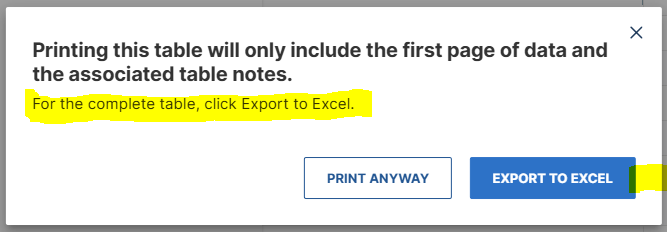 Printing this table will only include the first page of data and
the associated table notes.
For the complete table, click Export to Excel.
PRINT ANYWAY
EXPORT TO EXCEL